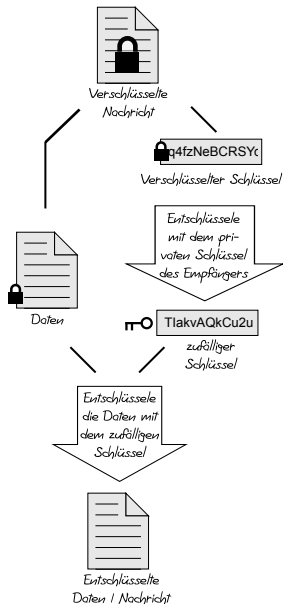 Verschlüsselte
Nachricht
q4fzNeBCRSYc
Verschlüsselter Schlüssel
Entschlüssele
mit dem pri-
vaten Schlüssel
des Empfängers
Daten
TIakvAQkCu2u
zufälliger
Schlüssel
Entschlüssele
die Daten mit
dem zufälligen
Schlüssel
Entschlüsselte
Daten / Nachricht